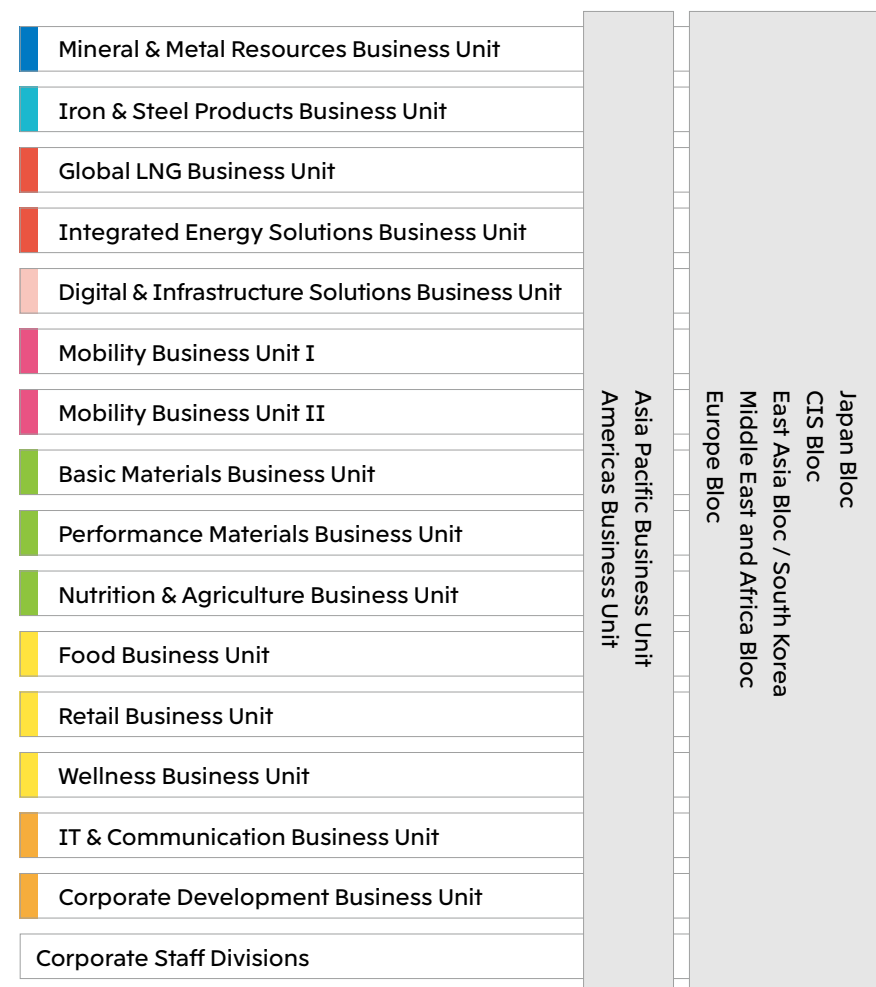 Mineral & Metal Resources Business Unit
Iron & Steel Products Business Unit
Global LNG Business Unit
Integrated Energy Solutions Business Unit
Digital & Infrastructure Solutions Business Unit
Mobility Business Unit I
Mobility Business Unit II
Basic Materials Business Unit
Performance Materials Business Unit
Nutrition & Agriculture Business Unit
Food Business Unit
Retail Business Unit
Wellness Business Unit
IT & Communication Business Unit
Corporate Development Business Unit
Corporate Staff Divisions
Asia Pacific Business Unit
Americas Business Unit
Japan Bloc
CIS Bloc
East Asia Bloc / South Korea
Middle East and Africa Bloc
Europe Bloc